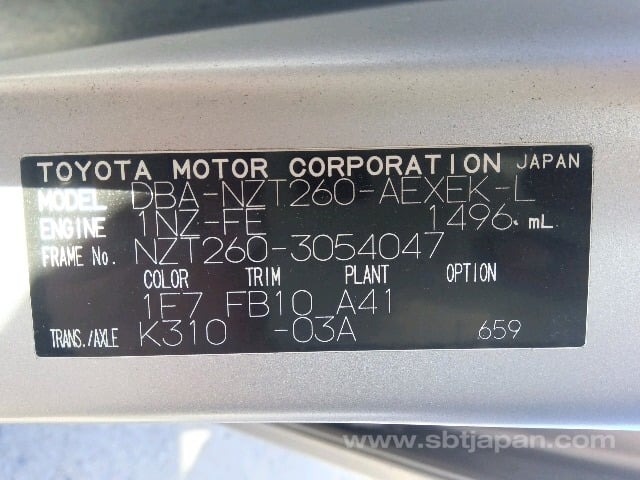 TOYOTA MOTOR CORPORATION JAPAN
MODEL DBA-NZT260-AEXEK-L
ENGINE 1NZ-FE 1496 mL
FRAME No. NZT260-3054047
COLOR TRIM PLANT OPTION
1E7 FB10 A41
TRANS./AXLE K310 -03A 659
www.sbtjapan.com